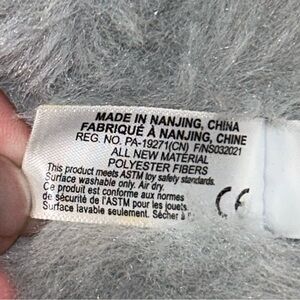 MADE IN NANJING, CHINA
FABRIQUÉ À NANJING, CHINE
REG. NO. PA-19271(CN) F/NS032021
ALL NEW MATERIAL
POLYESTER FIBERS
This product meets ASTM toy safety standards.
Surface washable only. Air dry.
Ce produit est conforme aux normes
de sécurité de l'ASTM pour les jouets.
Surface lavable seulement. Sécher à l'
CE